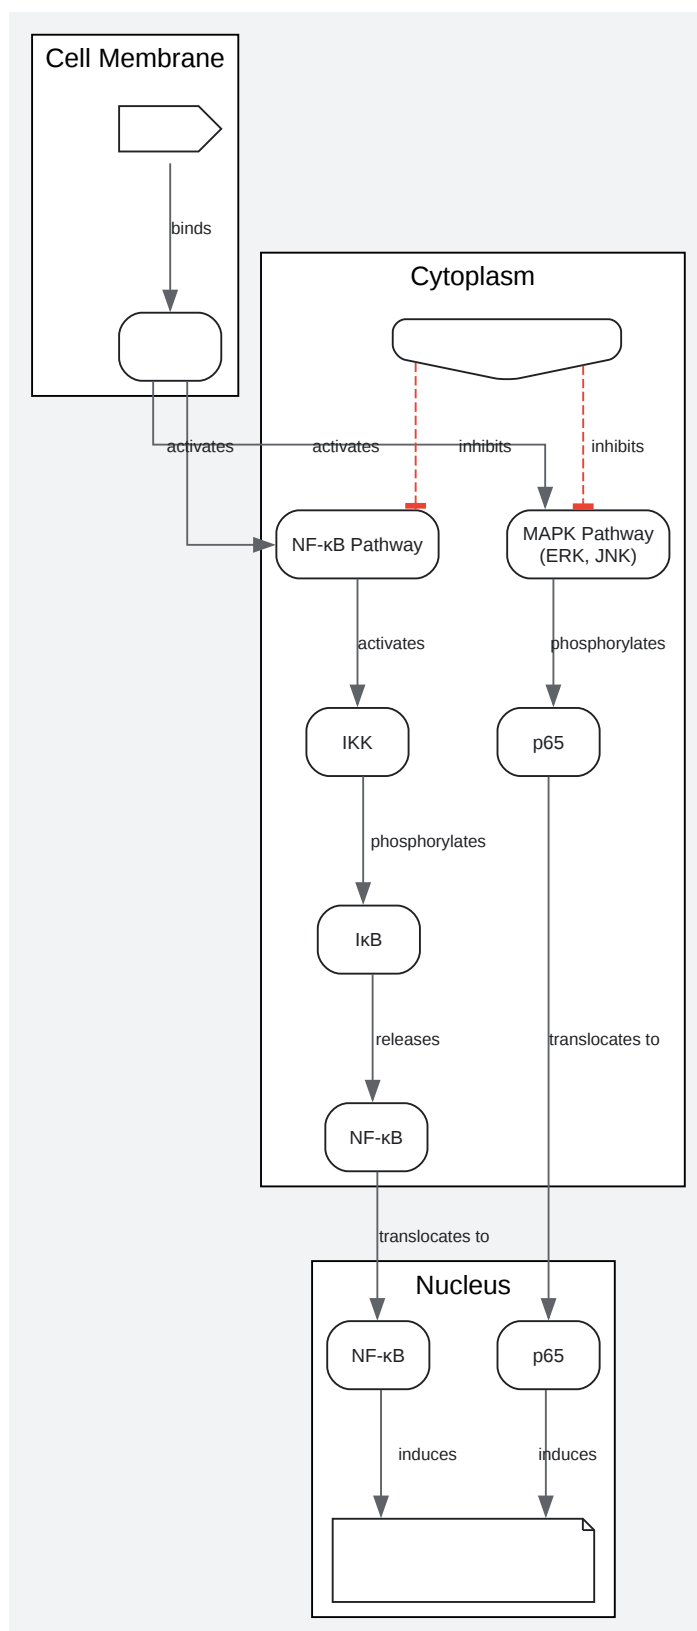 Cell Membrane
binds
Cytoplasm
activates
activates
inhibits
inhibits
NF-κB Pathway
MAPK Pathway
(ERK, JNK)
activates
phosphorylates
IKK
p65
phosphorylates
IκB
releases
translocates to
NF-κB
translocates to
Nucleus
NF-κB
p65
induces
induces